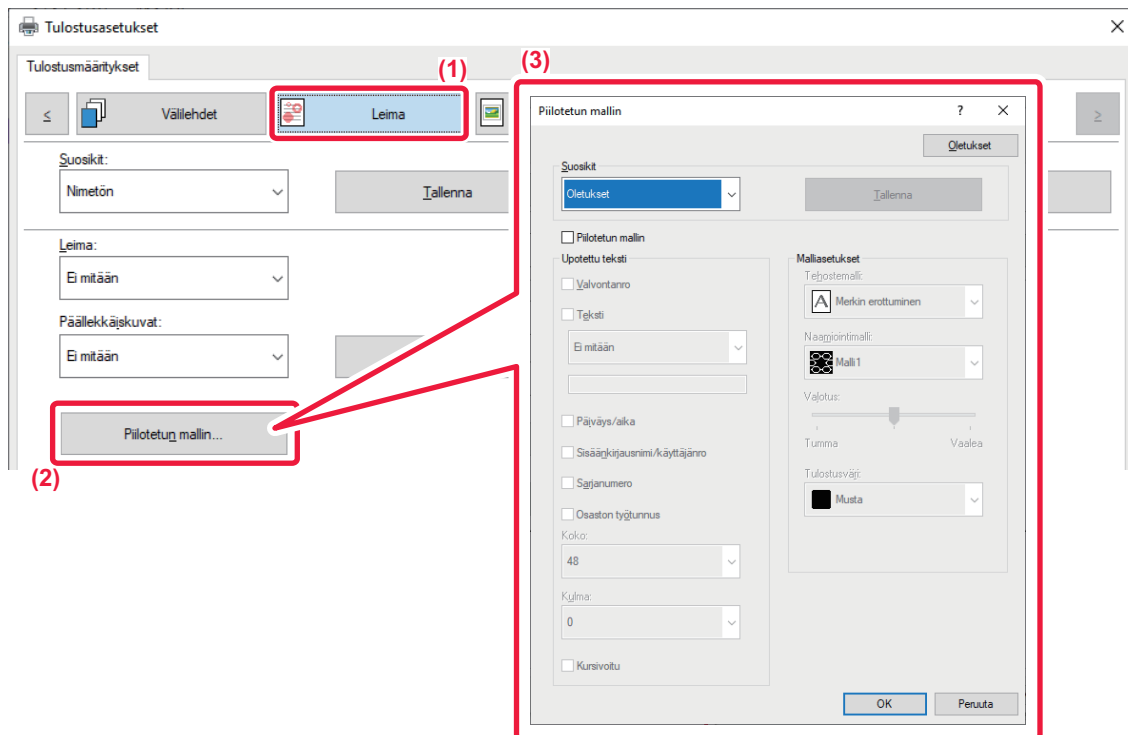 Tulostusasetukset
Tulostusmääritykset
(1)
(3)
<
Välilehdet
Leima
>
Suosikit:
Nimetön
Tallenna
Leima:
Ei mitään
Päällekkäiskuvat:
Ei mitään
Piilotetun mallin...
(2)
Piilotetun mallin
?
Oletukset
Suosikit
Oletukset
Tallenna
Piilotetun mallin
Upotettu teksti
Valvontanro
Teksti
Ei mitään
Päiväys/aika
Sisäänkirjausnimi/käyttäjänro
Sarjanumero
Osaston työtunnus
Koko:
48
Kulma:
0
Kursivoitu
Malliasetukset
Tehostemalli:
A Merkin erottuminen
Naamiointimalli:
Malli1
Valotus:
Tumma Vaalea
Tulostusväri:
Musta
OK
Peruuta